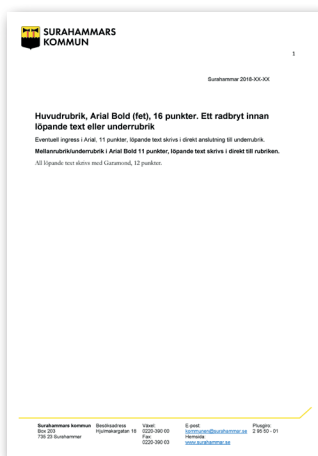 SURAHAMMARS
KOMMUN
1
Surahammar 2018-XX-XX
Huvudrubrik, Arial Bold (fet), 16 punkter. Ett radbryt innan
löpande text eller underrubrik
Eventuell ingress i Arial, 11 punkter, löpande text skrivs i direkt anslutning till underrubrik.
Mellanrubrik/underrubrik i Arial Bold 11 punkter, löpande text skrivs i direkt till rubriken.
All löpande text skrivs med Garamond, 12 punkter.
Surahammars kommun Besöksadress Växel: E-post: Plusgiro:
Box 203 Hjulmakargatan 18 0220-390 00 kommunen@surahammar.se 2 95 50 - 01
735 23 Surahammar Fax: Hemsida:
0220-390 03 www.surahammar.se